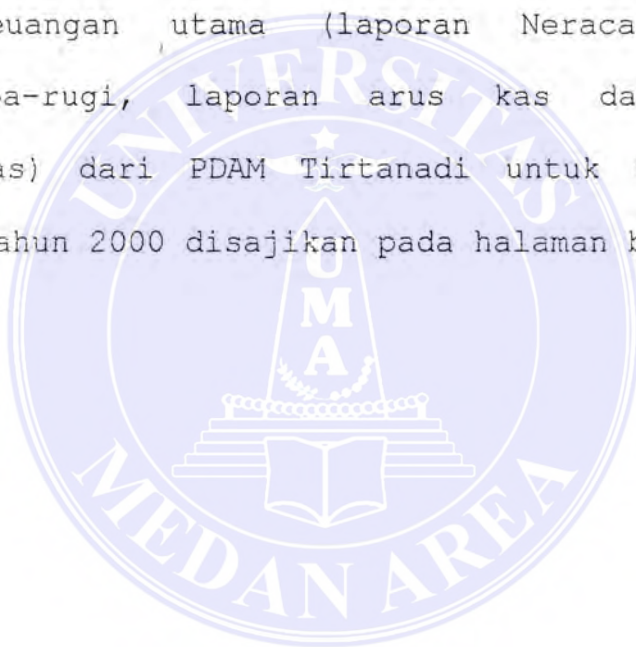 euangan utama (laporan Neraca
a-rugi, laporan arus kas da
as) dari PDAM Tirtanadi untuk
ahun 2000 disajikan pada halaman b
UNIVERSITAS
UMA
MEDAN AREA